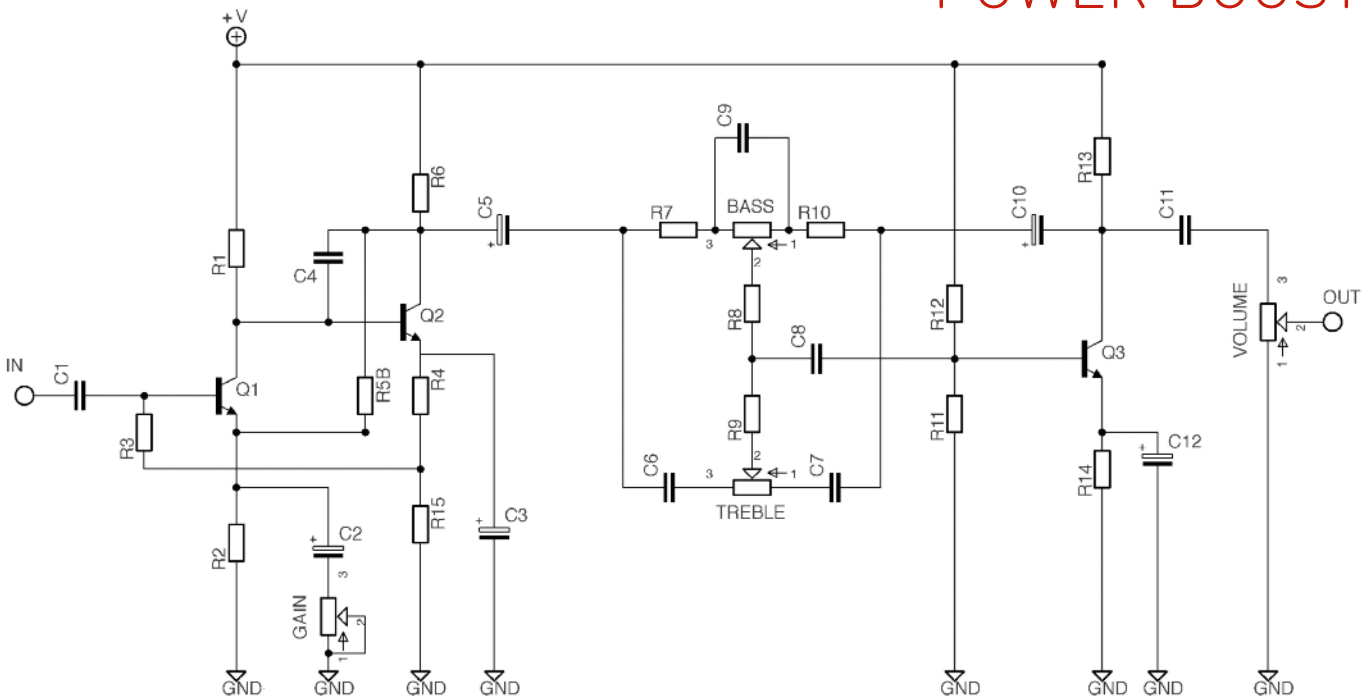 POWER BOOST
+V
C9
R13
R6
C5
R7
BASS
R10
C10
C11
3
1
2
R1
C4
3
Q2
R8
R12
VOLUME
OUT
2
C8
Q3
1
IN
C1
Q1
R5B
R4
R3
R9
R11
2
C12
C6
3
1
C7
R14
TREBLE
R15
C3
R2
C2
3
GAIN
2
1
GND
GND
GND
GND
GND
GND
GND
GND